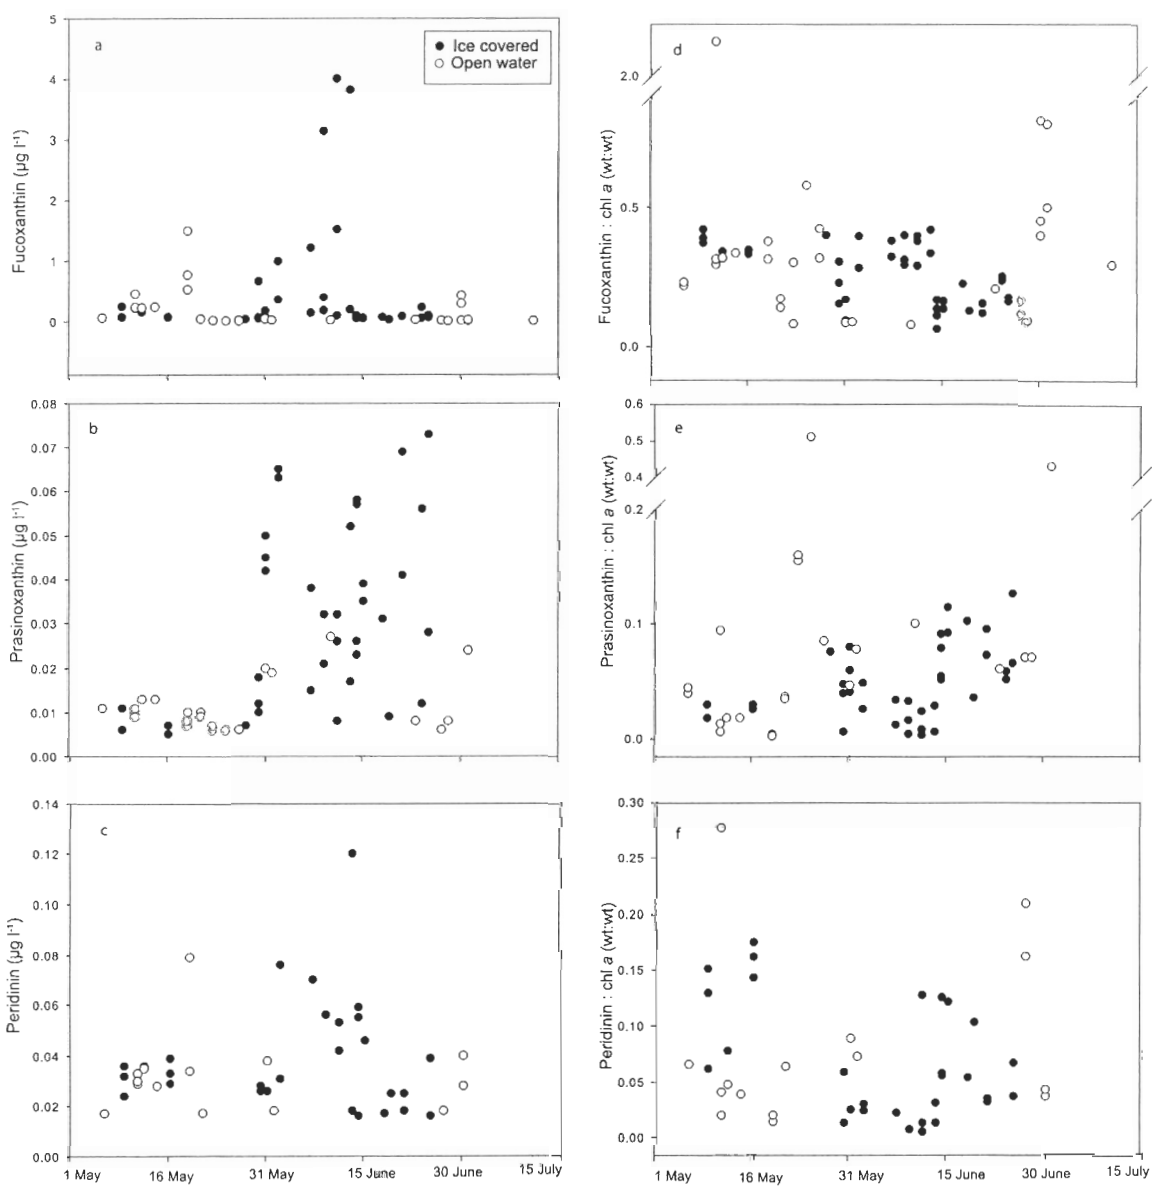 a
Ice covered
Open water
5
4
3
2
1
0
Fucoxanthin (µg l⁻¹)
d
2.0
0.5
0.0
Fucoxanthin : chl a (wt:wt)
b
0.08
0.07
0.06
0.05
0.04
0.03
0.02
0.01
0.00
Prasinoxanthin (µg l⁻¹)
e
0.6
0.5
0.4
0.2
0.1
0.0
Prasinoxanthin : chl a (wt:wt)
c
0.14
0.12
0.10
0.08
0.06
0.04
0.02
0.00
Peridinin (µg l⁻¹)
1 May 16 May 31 May 15 June 30 June 15 July
f
0.30
0.25
0.20
0.15
0.10
0.05
0.00
Peridinin : chl a (wt:wt)
1 May 16 May 31 May 15 June 30 June 15 July